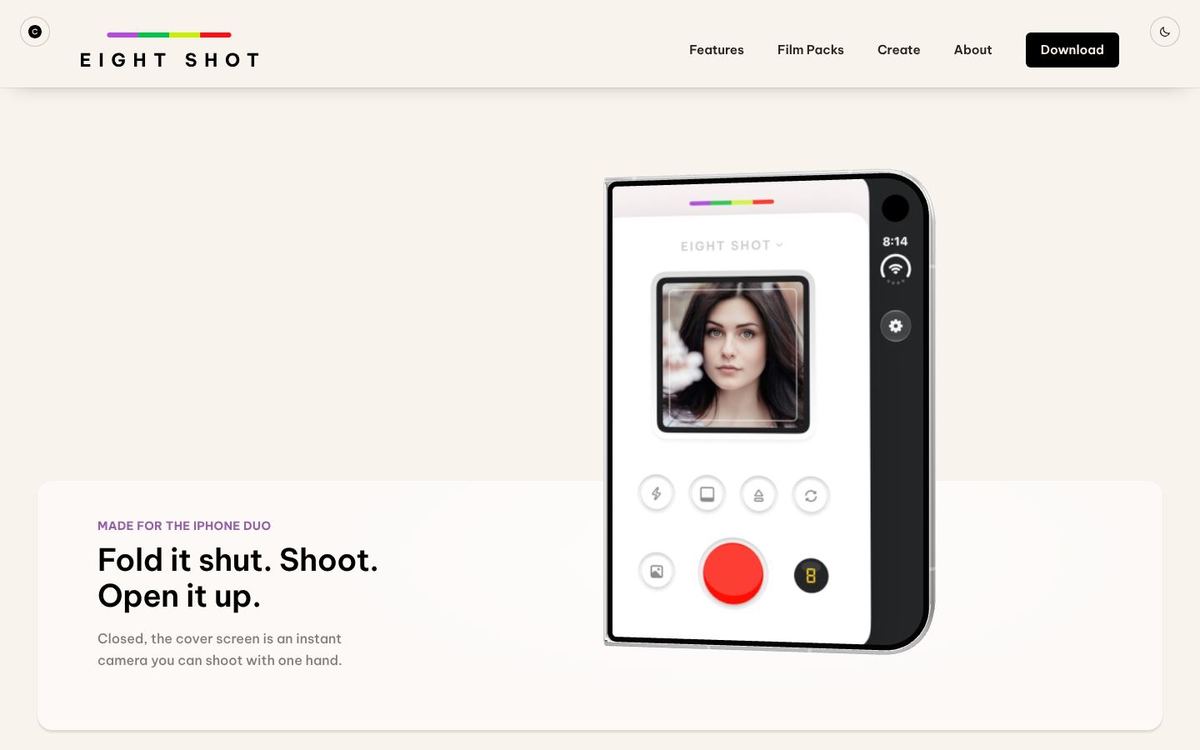 C
EIGHT SHOT
Features
Film Packs
Create
About
Download
EIGHT SHOT
8:14
8
MADE FOR THE IPHONE DUO
Fold it shut. Shoot.
Open it up.
Closed, the cover screen is an instant
camera you can shoot with one hand.